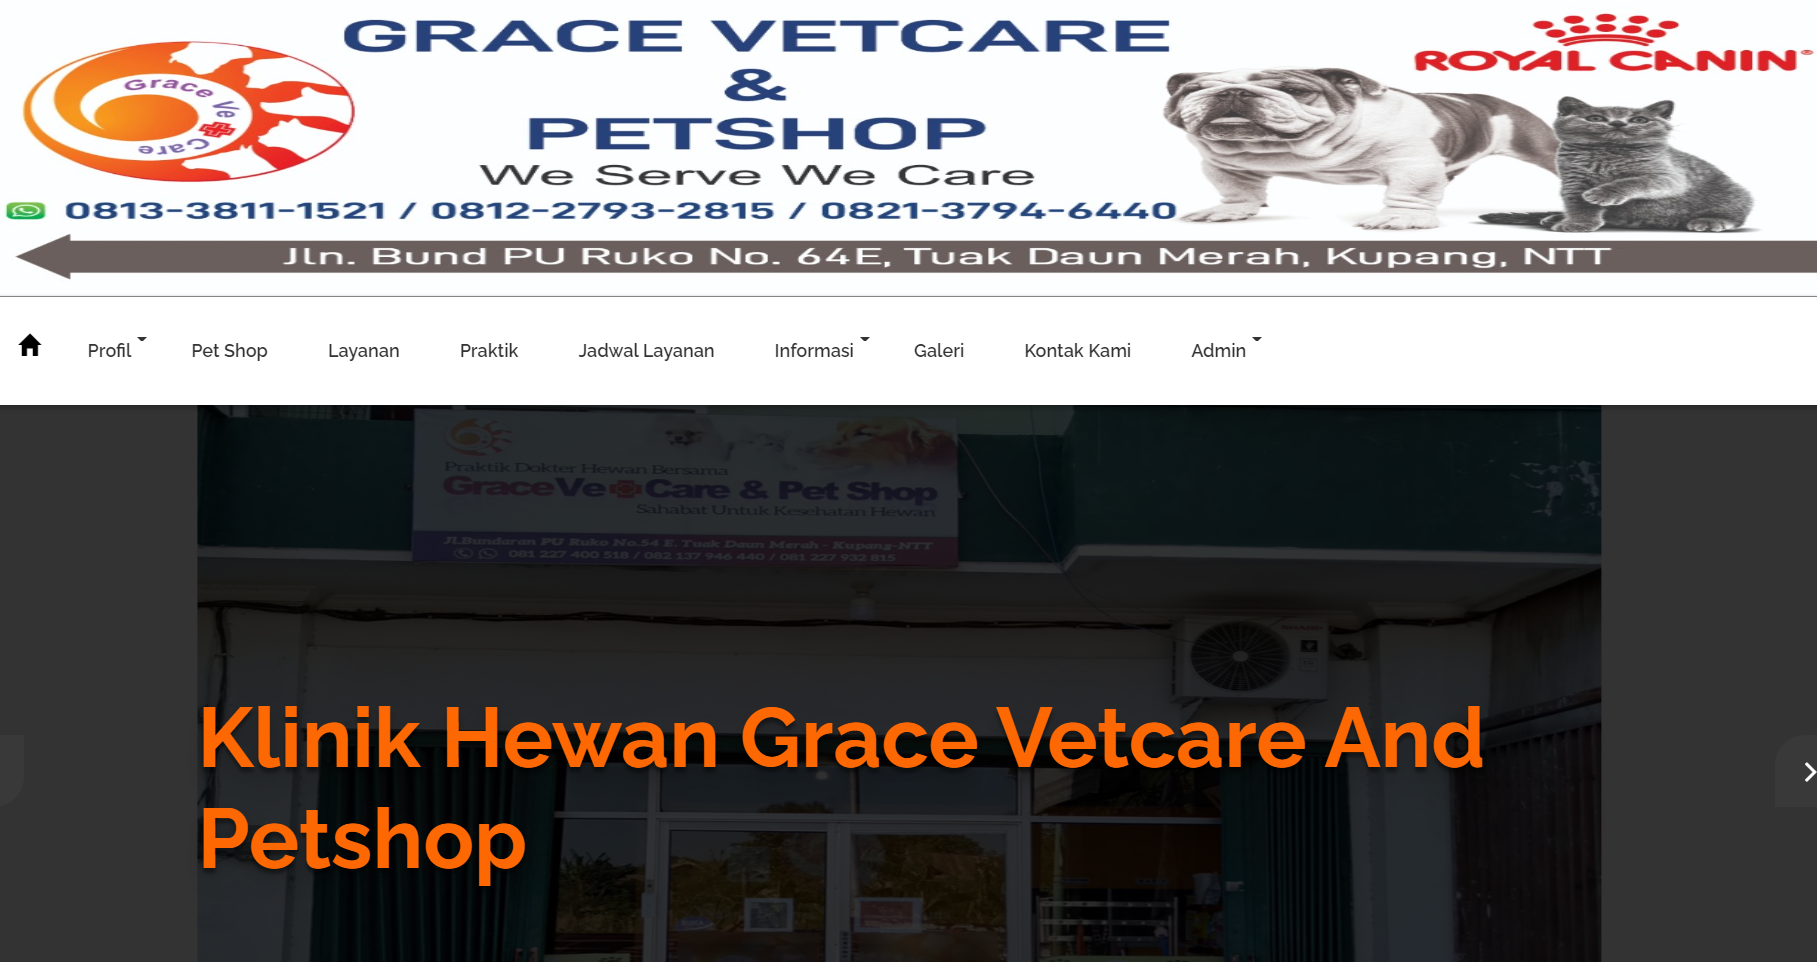 GRACE VETCARE
&
PETSHOP
We Serve We Care
Grace Ve
Care
ROYAL CANIN®
0813-3811-1521 / 0812-2793-2815 / 0821-3794-6440
Jln. Bund PU Ruko No. 64E, Tuak Daun Merah, Kupang, NTT
Profil Pet Shop Layanan Praktik Jadwal Layanan Informasi Galeri Kontak Kami Admin
Praktik Dokter Hewan Bersama
Grace Ve Care & Pet Shop
Sahabat Untuk Kesehatan Hewan
Jl.Bundaran PU Ruko No.54 E. Tuak Daun Merah - Kupang-NTT
081 227 400 518 / 082 137 946 440 / 081 227 932 815
Klinik Hewan Grace Vetcare And
Petshop